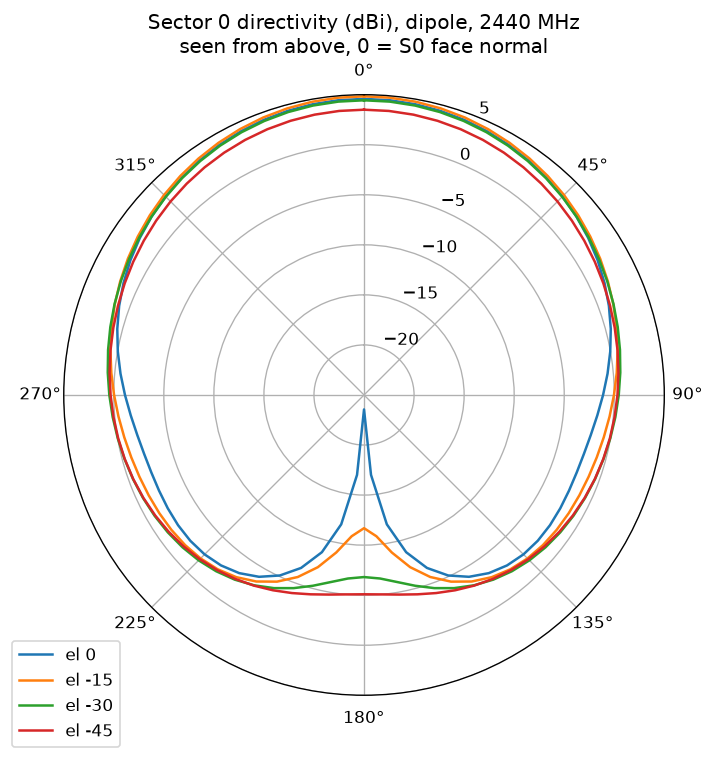 Sector 0 directivity (dBi), dipole, 2440 MHz
seen from above, 0 = S0 face normal
0°
5
315°
0
45°
−5
−10
−15
−20
270°
90°
225°
135°
180°
el 0
el -15
el -30
el -45